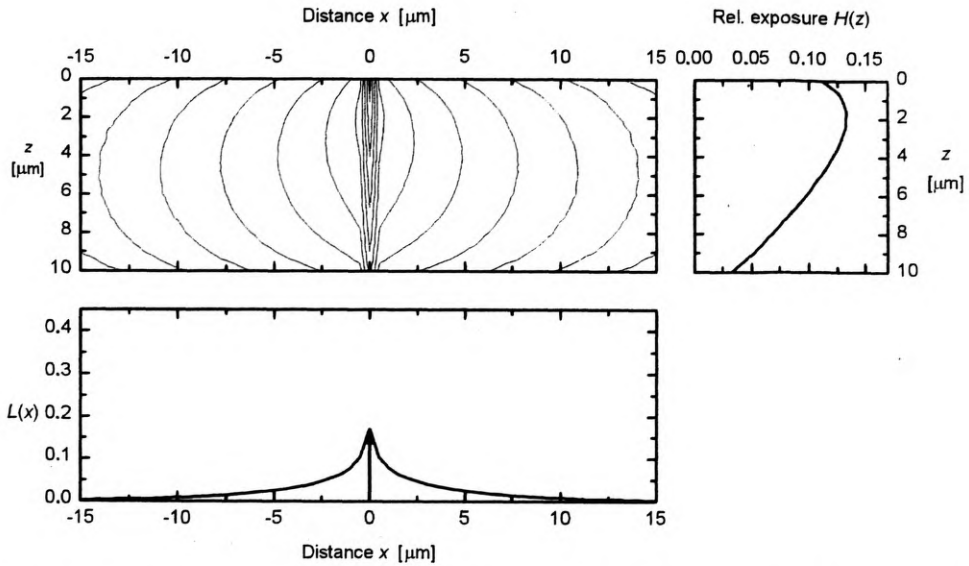 Distance x [μm]
-15 -10 -5 0 5 10 15
0
2
4
6
8
10
z
[μm]
Rel. exposure H(z)
0.00 0.05 0.10 0.15
0
2
4
6
8
10
z
[μm]
0.4
0.3
0.2
0.1
0.0
L(x)
-15 -10 -5 0 5 10 15
Distance x [μm]